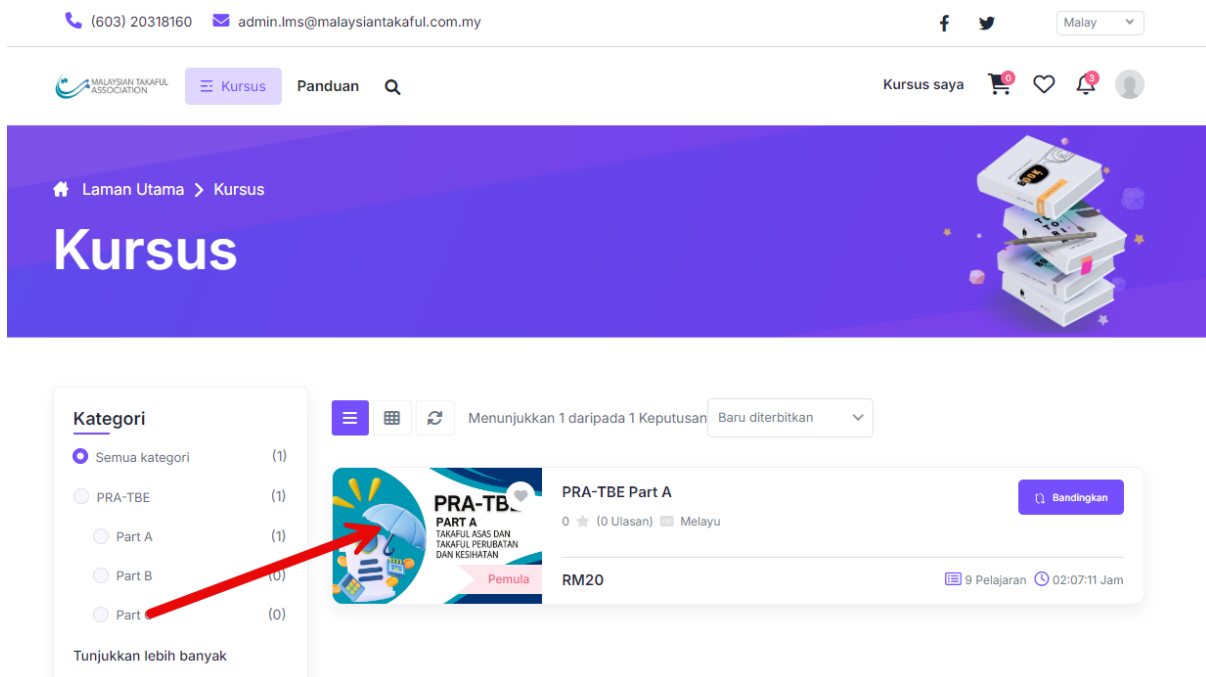 (603) 20318160 admin.lms@malaysiantakaful.com.my Malay
MALAYSIAN TAKAFUL
ASSOCIATION
Kursus Panduan Kursus saya 0 3
Laman Utama > Kursus
Kursus
Kategori
Semua kategori (1)
PRA-TBE (1)
Part A (1)
Part B (0)
Part (0)
Tunjukkan lebih banyak
Menunjukkan 1 daripada 1 Keputusan Baru diterbitkan
PRA-TB
PART A
TAKAFUL ASAS DAN
TAKAFUL PERUBATAN
DAN KESIHATAN
Pemula
PRA-TBE Part A Bandingkan
0 (0 Ulasan) Melayu
RM20 9 Pelajaran 02:07:11 Jam